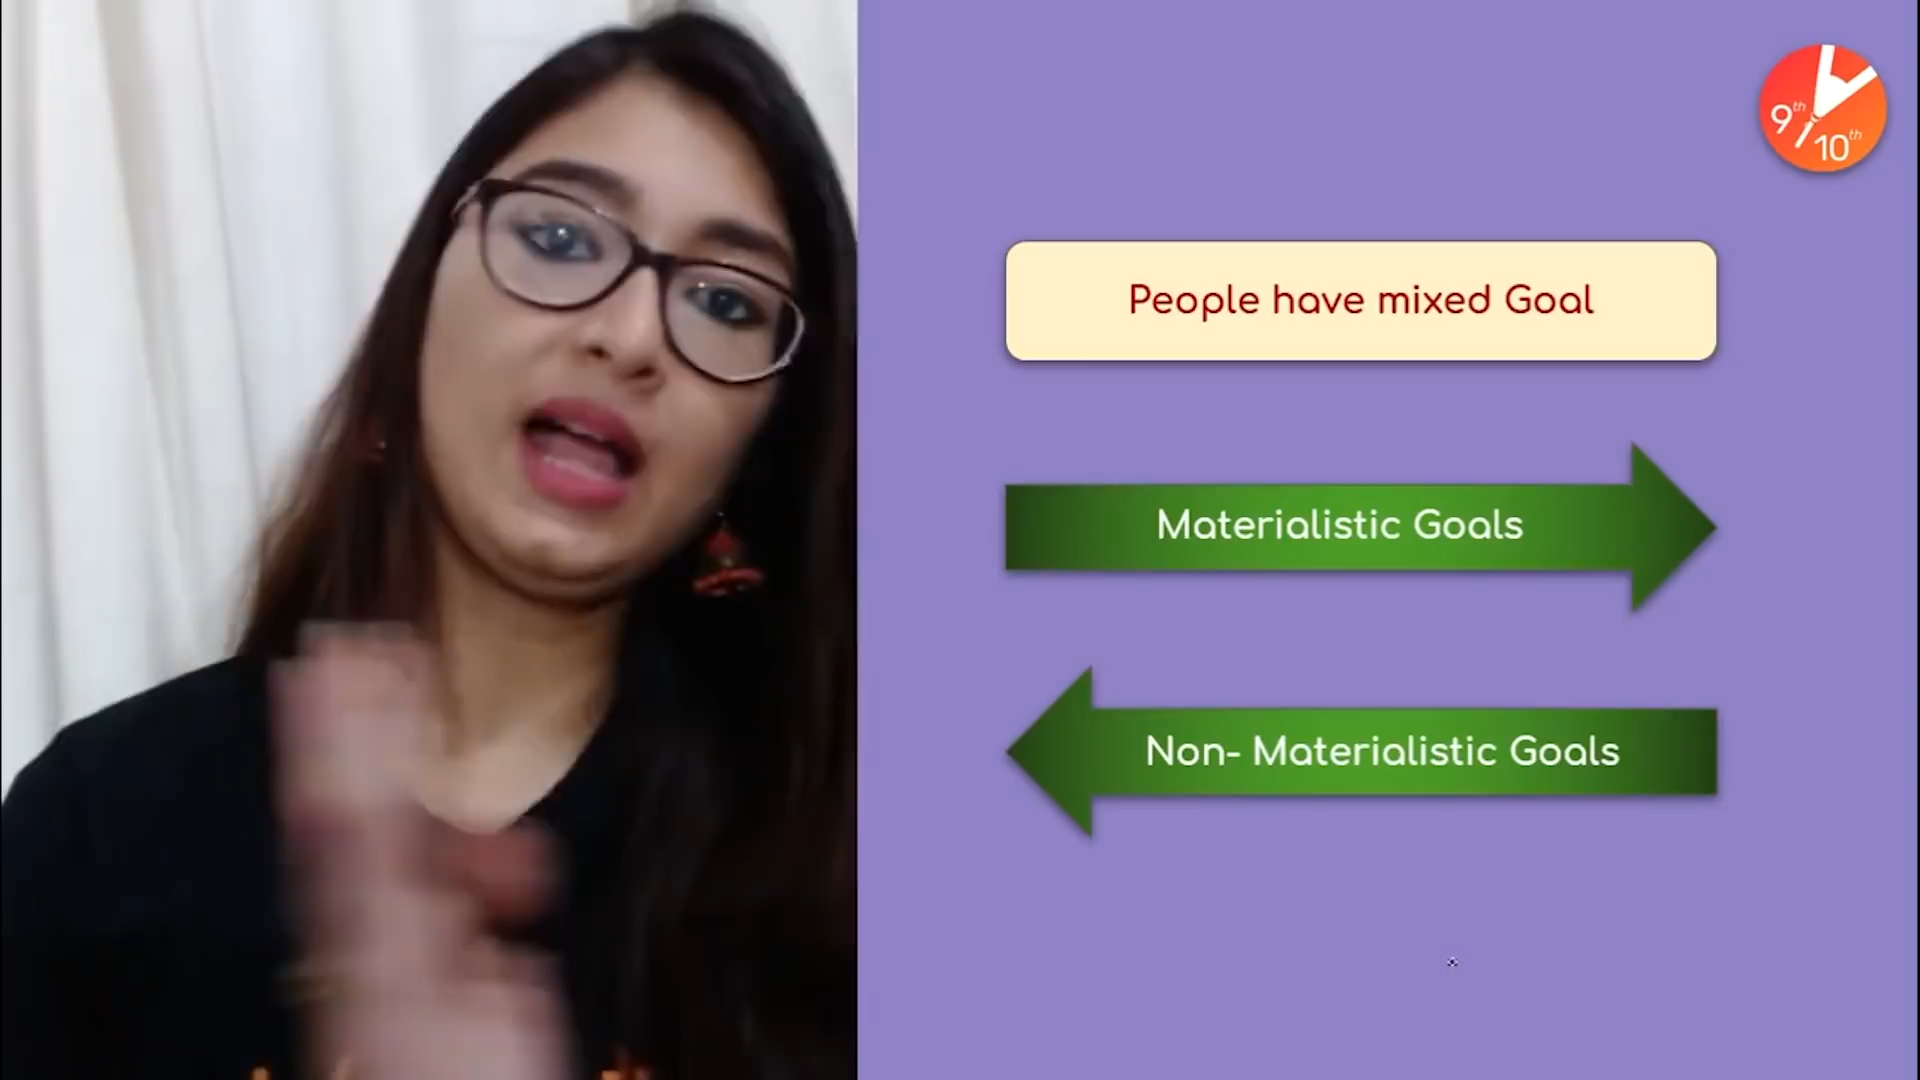 9th
10th
People have mixed Goal
Materialistic Goals
Non- Materialistic Goals